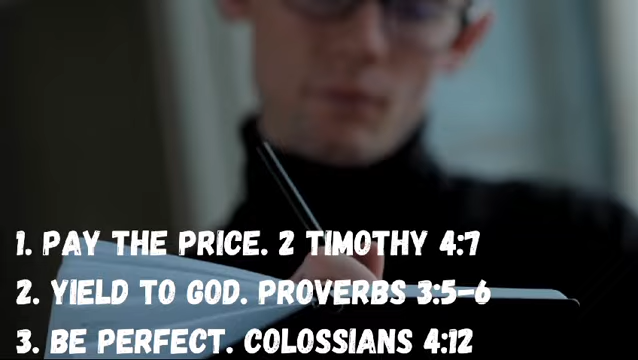 1. PAY THE PRICE. 2 TIMOTHY 4:7
2. YIELD TO GOD. PROVERBS 3:5-6
3. BE PERFECT. COLOSSIANS 4:12